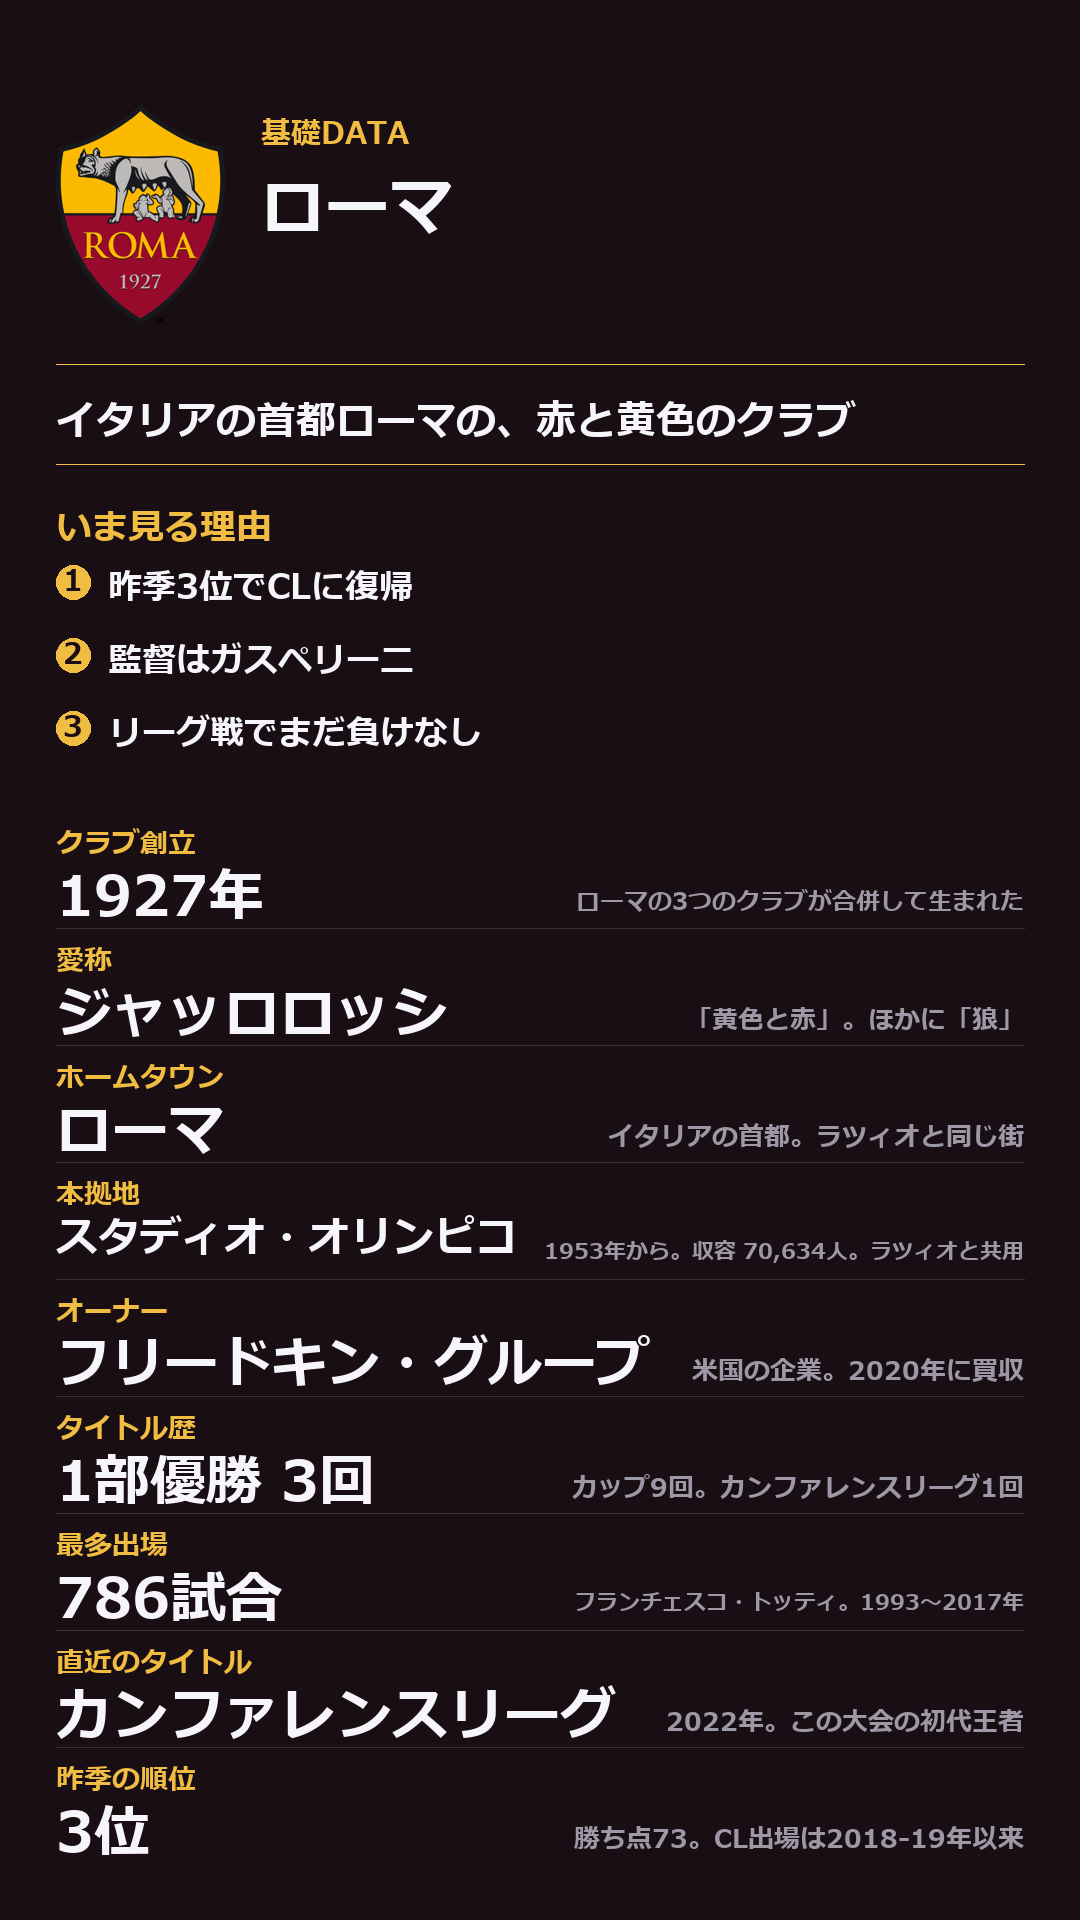 基礎DATA
ローマ
ROMA
1927
TM
イタリアの首都ローマの、赤と黄色のクラブ
いま見る理由
1 昨季3位でCLに復帰
2 監督はガスペリーニ
3 リーグ戦でまだ負けなし
クラブ創立
1927年 ローマの3つのクラブが合併して生まれた
愛称
ジャッロロッシ 「黄色と赤」。ほかに「狼」
ホームタウン
ローマ イタリアの首都。ラツィオと同じ街
本拠地
スタディオ・オリンピコ 1953年から。収容 70,634人。ラツィオと共用
オーナー
フリードキン・グループ 米国の企業。2020年に買収
タイトル歴
1部優勝 3回 カップ9回。カンファレンスリーグ1回
最多出場
786試合 フランチェスコ・トッティ。1993〜2017年
直近のタイトル
カンファレンスリーグ 2022年。この大会の初代王者
昨季の順位
3位 勝ち点73。CL出場は2018-19年以来